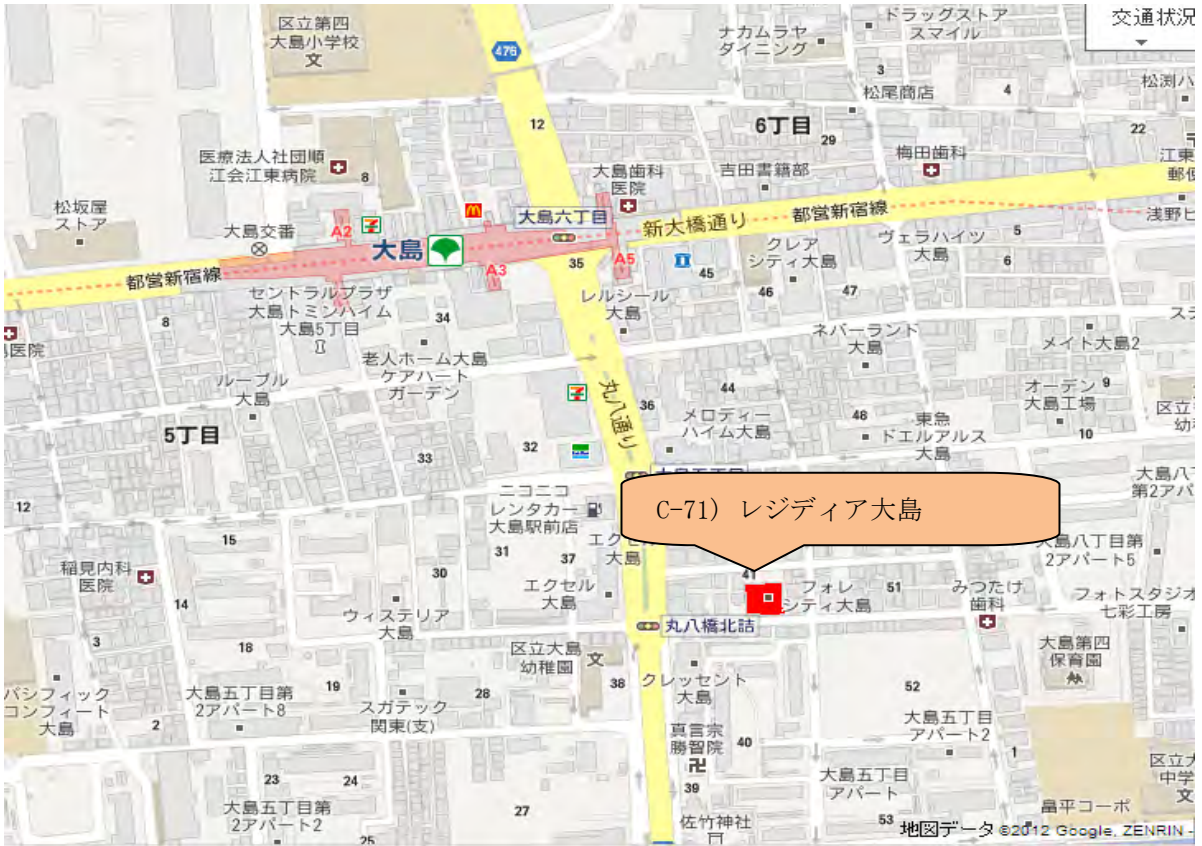 区立第四
大島小学校
文
476
ナカムラヤ
ダイニング
ドラッグストア
スマイル
交通状況
3
松尾商店
4
松渕ハ
12
6丁目
29
22
医療法人社団順
江会江東病院
8
大島歯科
医院
吉田書籍部
梅田歯科
江東
郵便
松坂屋
ストア
大島交番
A2
大島六丁目
新大橋通り
都営新宿線
浅野ビ
大島
A3
35
A5
45
クレア
シティ大島
ヴェラハイツ
大島
5
6
都営新宿線
セントラルプラザ
大島トミンハイム
大島5丁目
34
レルシール
大島
46
47
8
島医院
老人ホーム大島
ケアハート
ガーデン
ネバーランド
大島
メイト大島2
ステ
ルーブル
大島
丸八通り
36
44
メロディー
ハイム大島
48
東急
ドエルアルス
大島
オーデン
大島工場
9
10
区立
幼稚
5丁目
33
32
大島五丁目
大島八丁
第2アパ
12
ニコニコ
レンタカー
大島駅前店
C-71) レジディア大島
15
31
37
大島
大島八丁目第
2アパート5
稲見内科
医院
14
30
エクセル
大島
41
フォレ
シティ大島
51
みつたけ
歯科
フォトスタジオ
七彩工房
ウィステリア
大島
丸八橋北詰
3
18
区立大島
幼稚園
文
大島第四
保育園
パシフィック
コンフィート
大島
2
大島五丁目第
2アパート8
19
スガテック
関東(支)
28
38
クレッセント
大島
52
大島五丁目
アパート2
1
真言宗
勝智院
40
23
24
27
39
大島五丁目
アパート
区立大
中学
文
大島五丁目第
2アパート2
25
佐竹神社
53
昌平コーポ
地図データ ©2012 Google, ZENRIN -